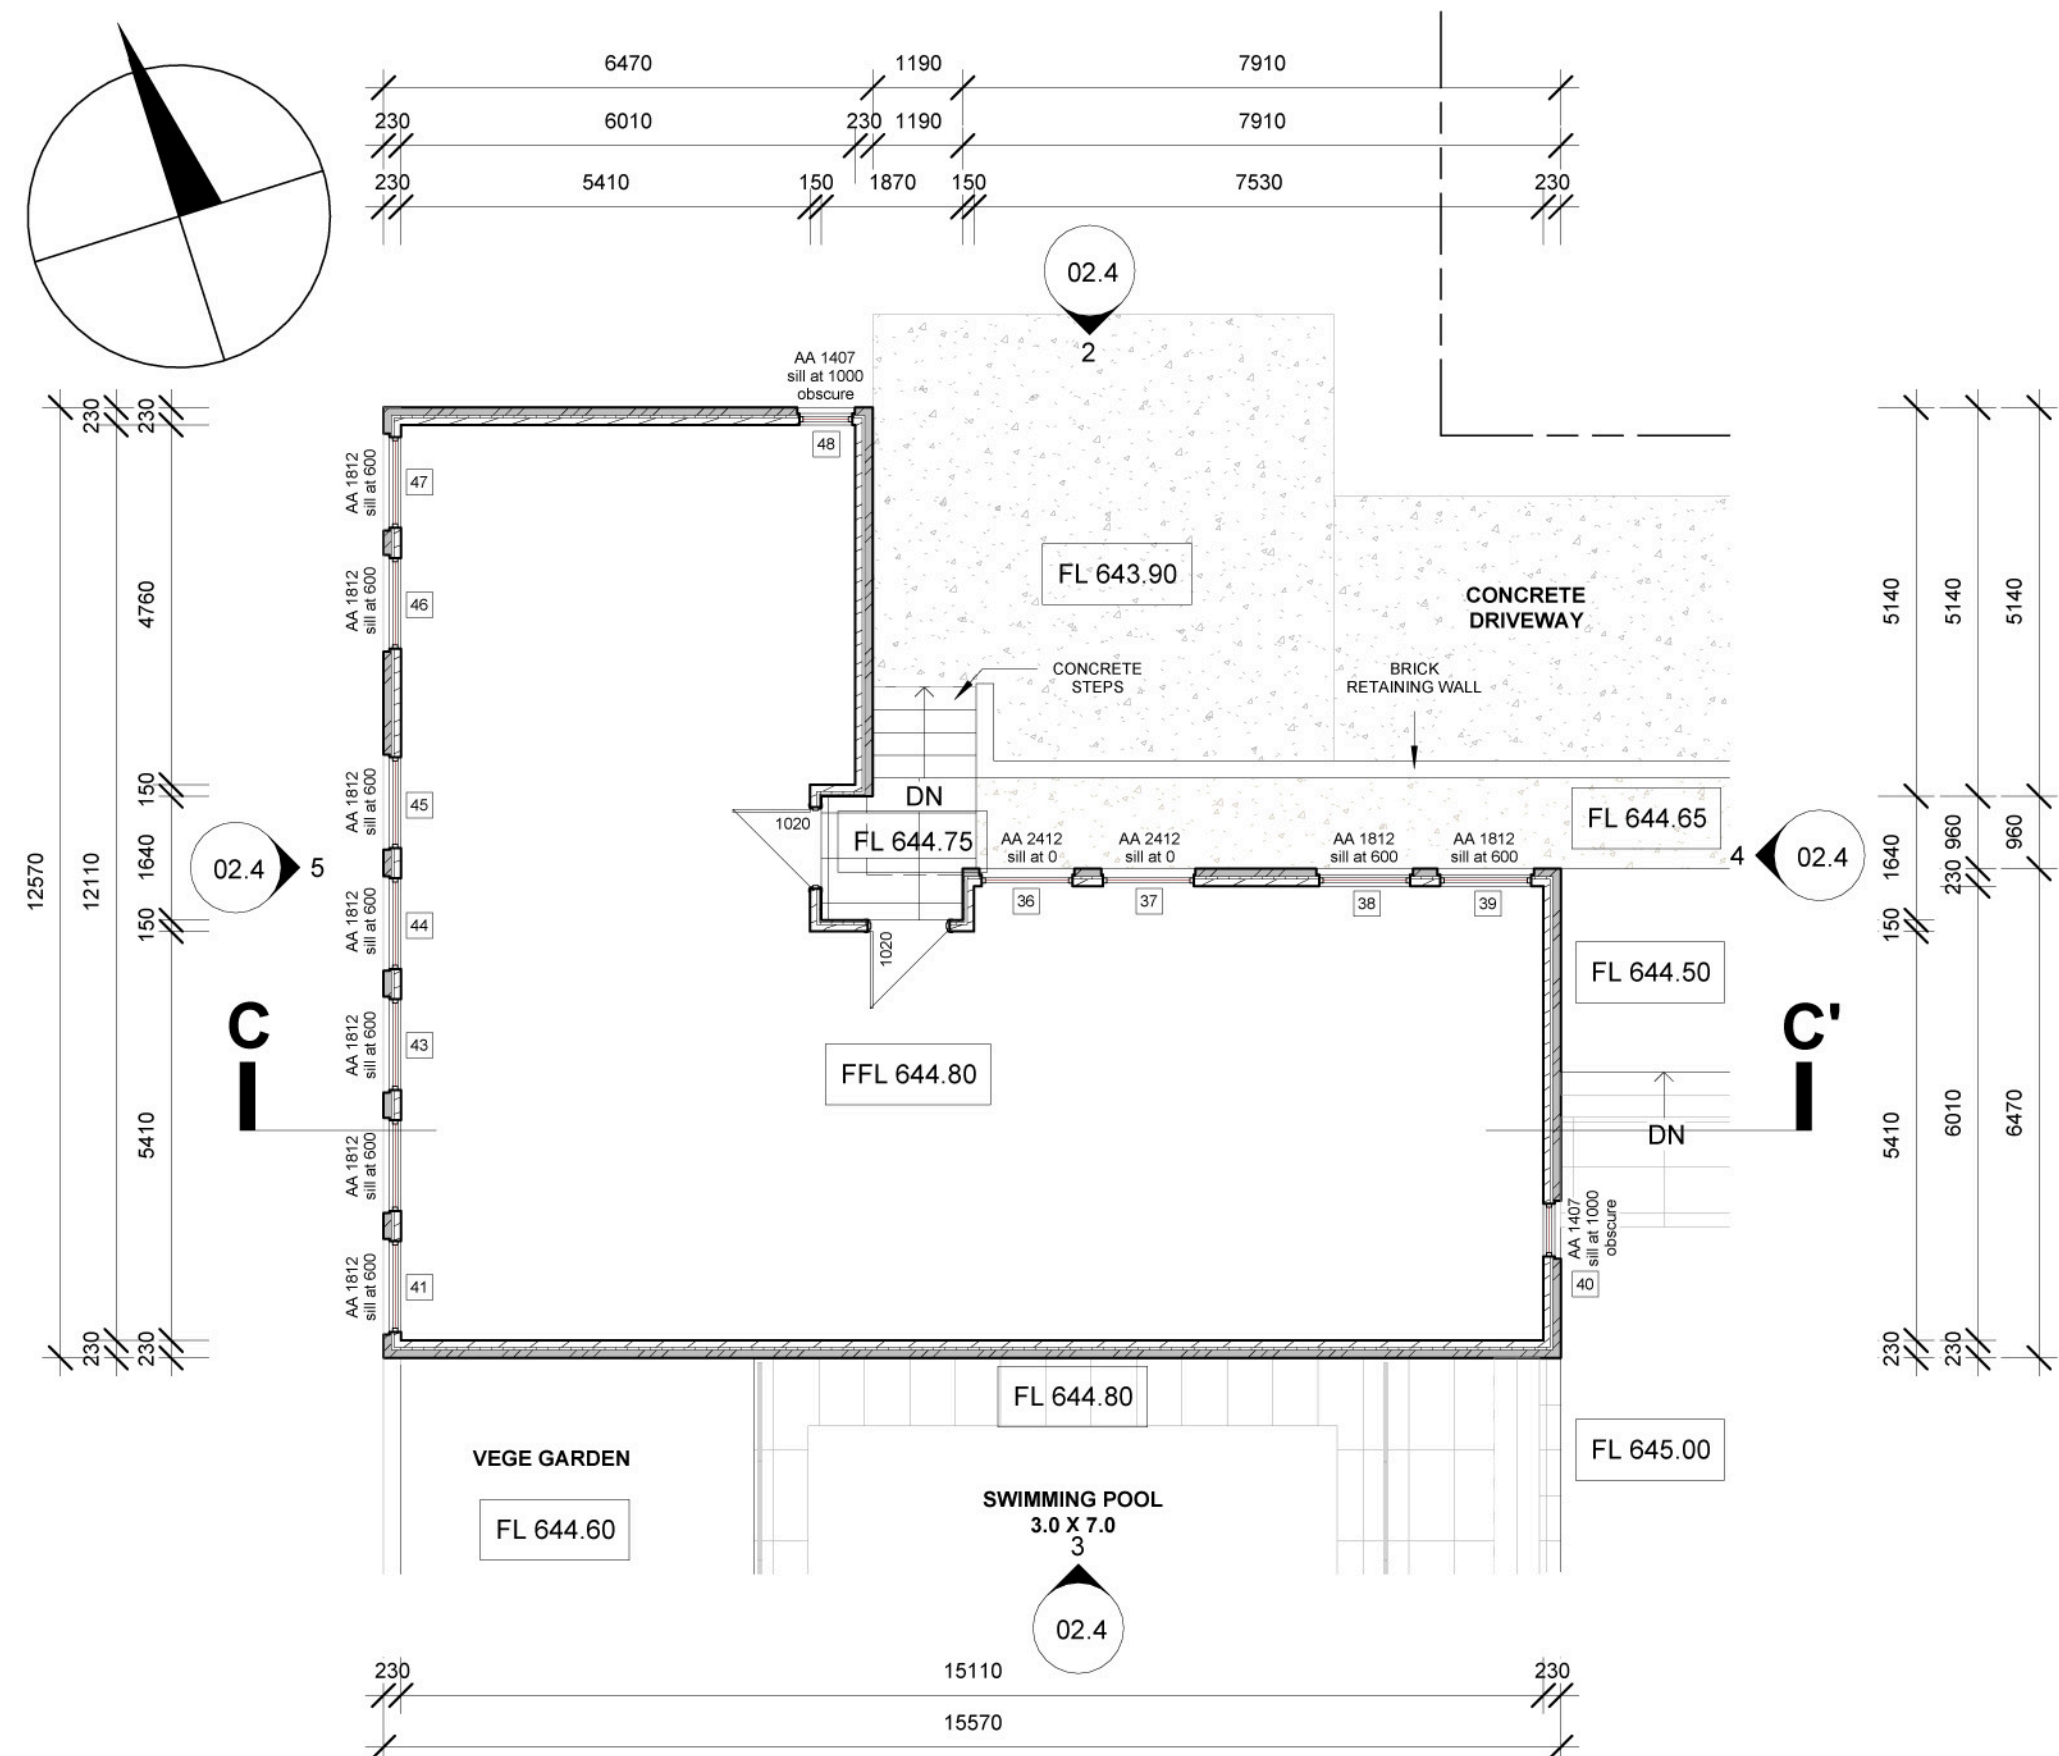 6470 1190 7910
230 6010 230 1190 7910
230 5410 150 1870 150 7530 230
02.4
2
AA 1407
sill at 1000
obscure
48
230 230
AA 1812
sill at 600
47
AA 1812
sill at 600
46
4760
FL 643.90
CONCRETE
DRIVEWAY
5140 5140 5140
CONCRETE
STEPS
BRICK
RETAINING WALL
150
AA 1812
sill at 600
45
1020
DN
FL 644.75
AA 2412
sill at 0
AA 2412
sill at 0
AA 1812
sill at 600
AA 1812
sill at 600
FL 644.65
1640 960 960
12570 12110 1640
02.4 5
4 02.4
230
36 37 38 39
AA 1812
sill at 600
44
150
150
1020
FL 644.50
C
C'
AA 1812
sill at 600
43
FFL 644.80
5410
AA 1812
sill at 600
DN
5410 6010 6470
AA 1407
sill at 1000
obscure
40
AA 1812
sill at 600
41
230 230
230 230
FL 644.80
VEGE GARDEN
FL 644.60
SWIMMING POOL
3.0 X 7.0
3
02.4
FL 645.00
230 15110 230
15570